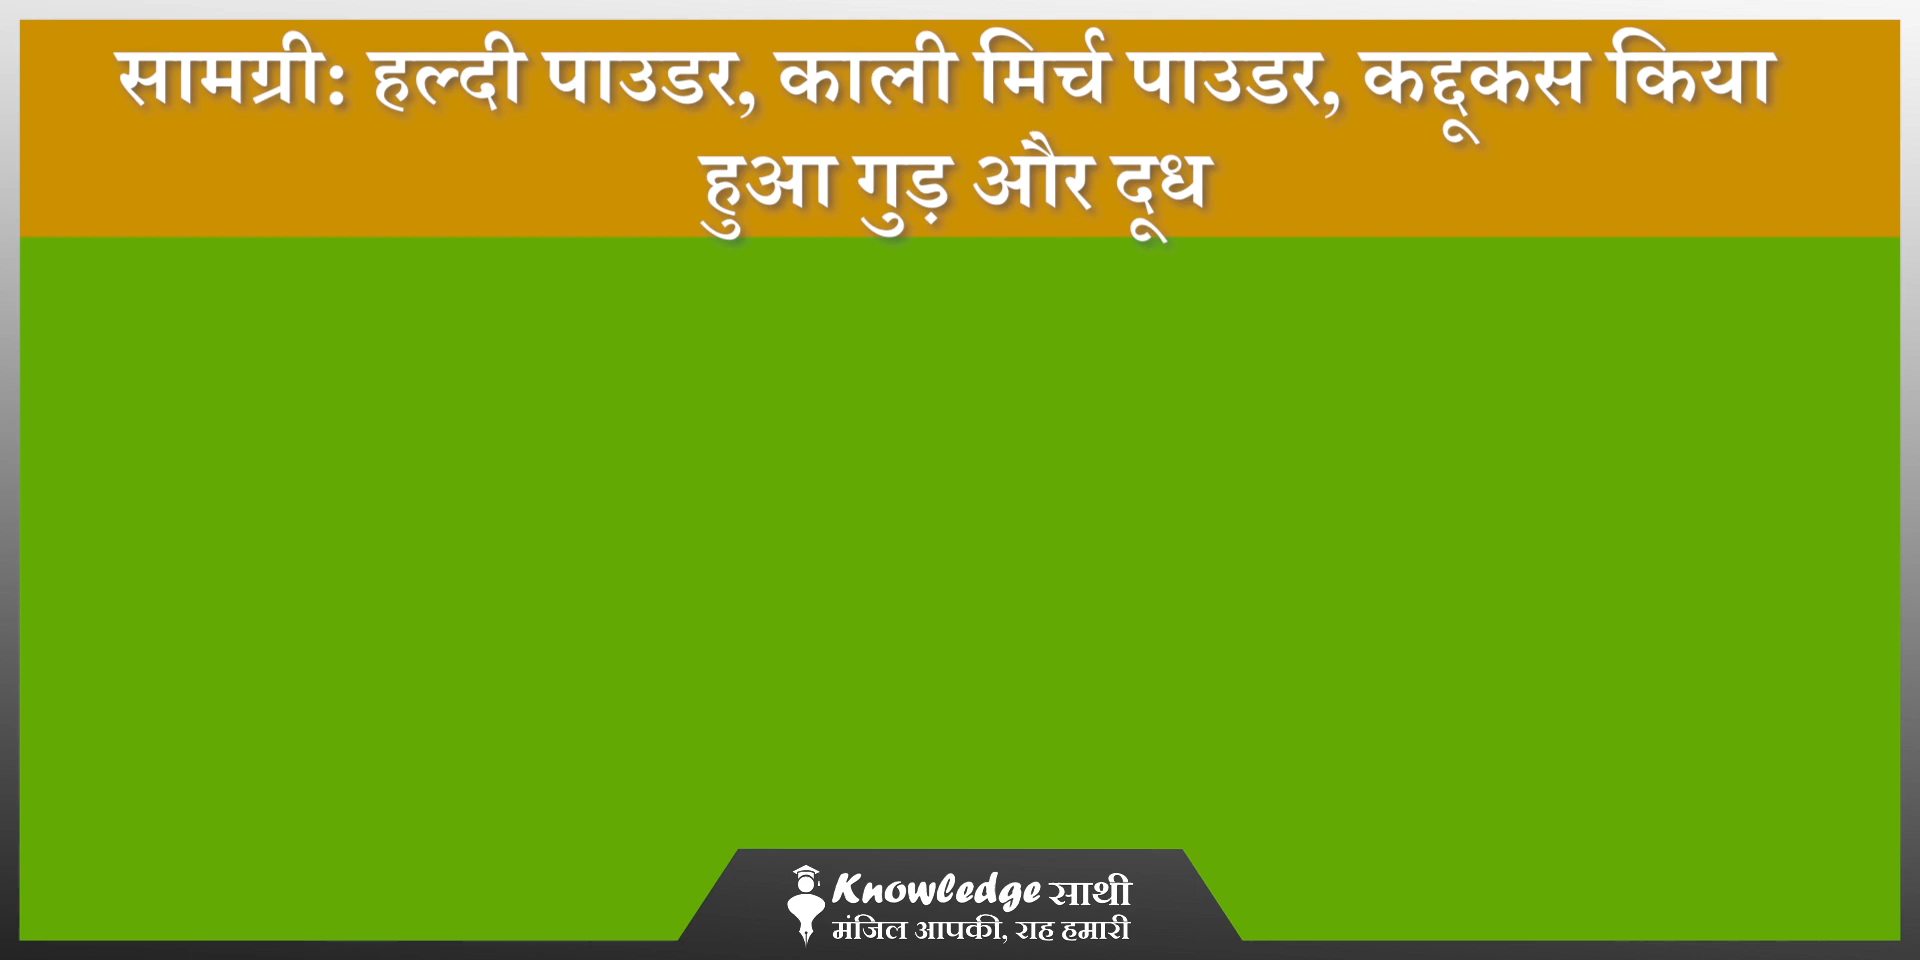 सामग्री: हल्दी पाउडर, काली मिर्च पाउडर, कद्दूकस किया
हुआ गुड़ और दूध
Knowledge साथी
मंजिल आपकी, राह हमारी